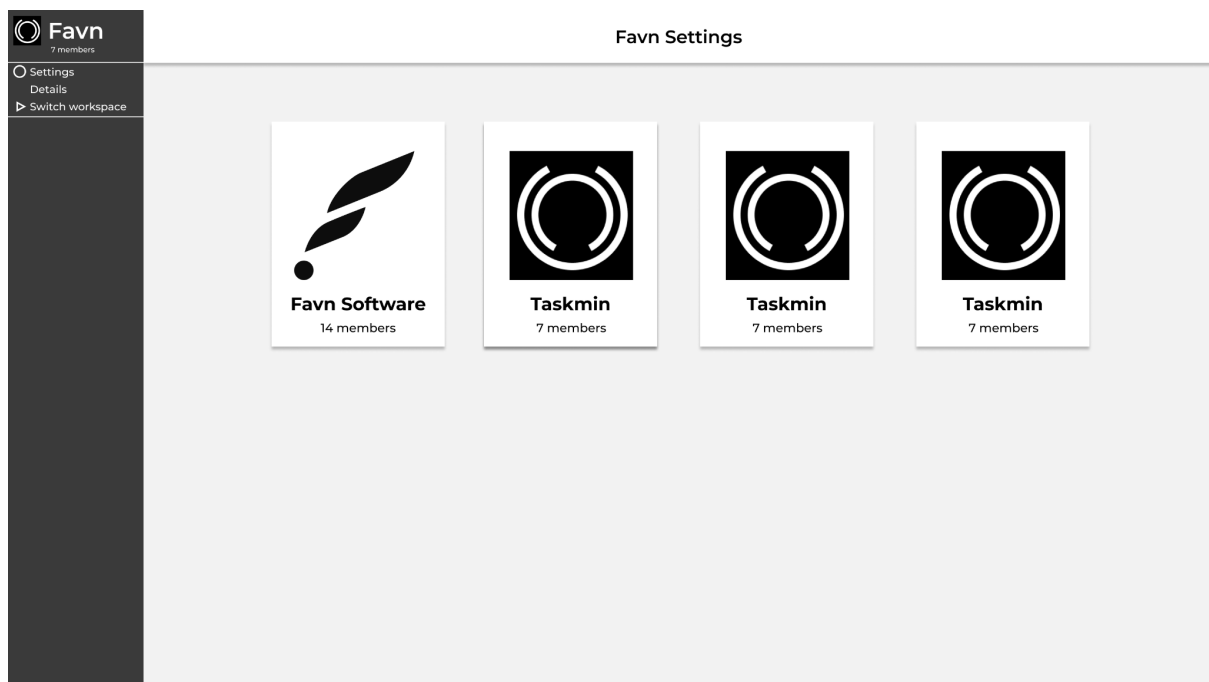 Favn
7 members
Settings
Details
Switch workspace
Favn Settings
Favn Software
14 members
Taskmin
7 members
Taskmin
7 members
Taskmin
7 members